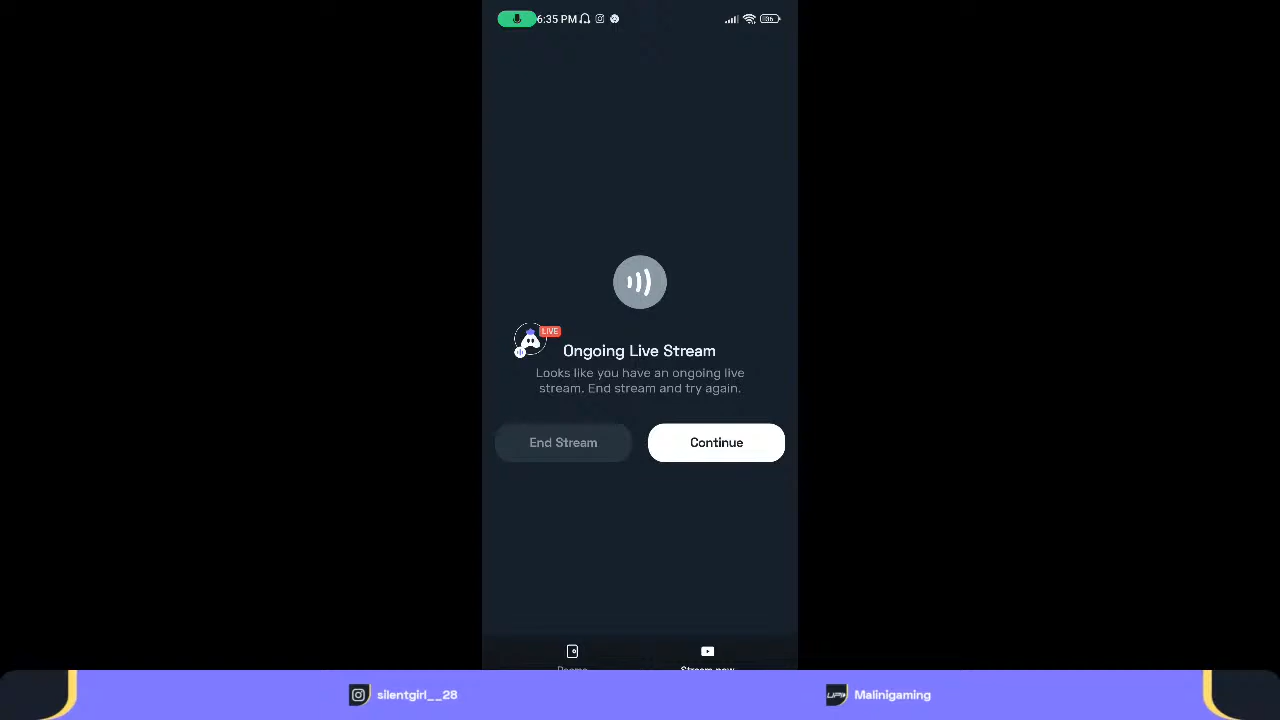 6:35 PM
LIVE
Ongoing Live Stream
Looks like you have an ongoing live
stream. End stream and try again.
End Stream
Continue
silentgirl__28
UPI
Malinigaming